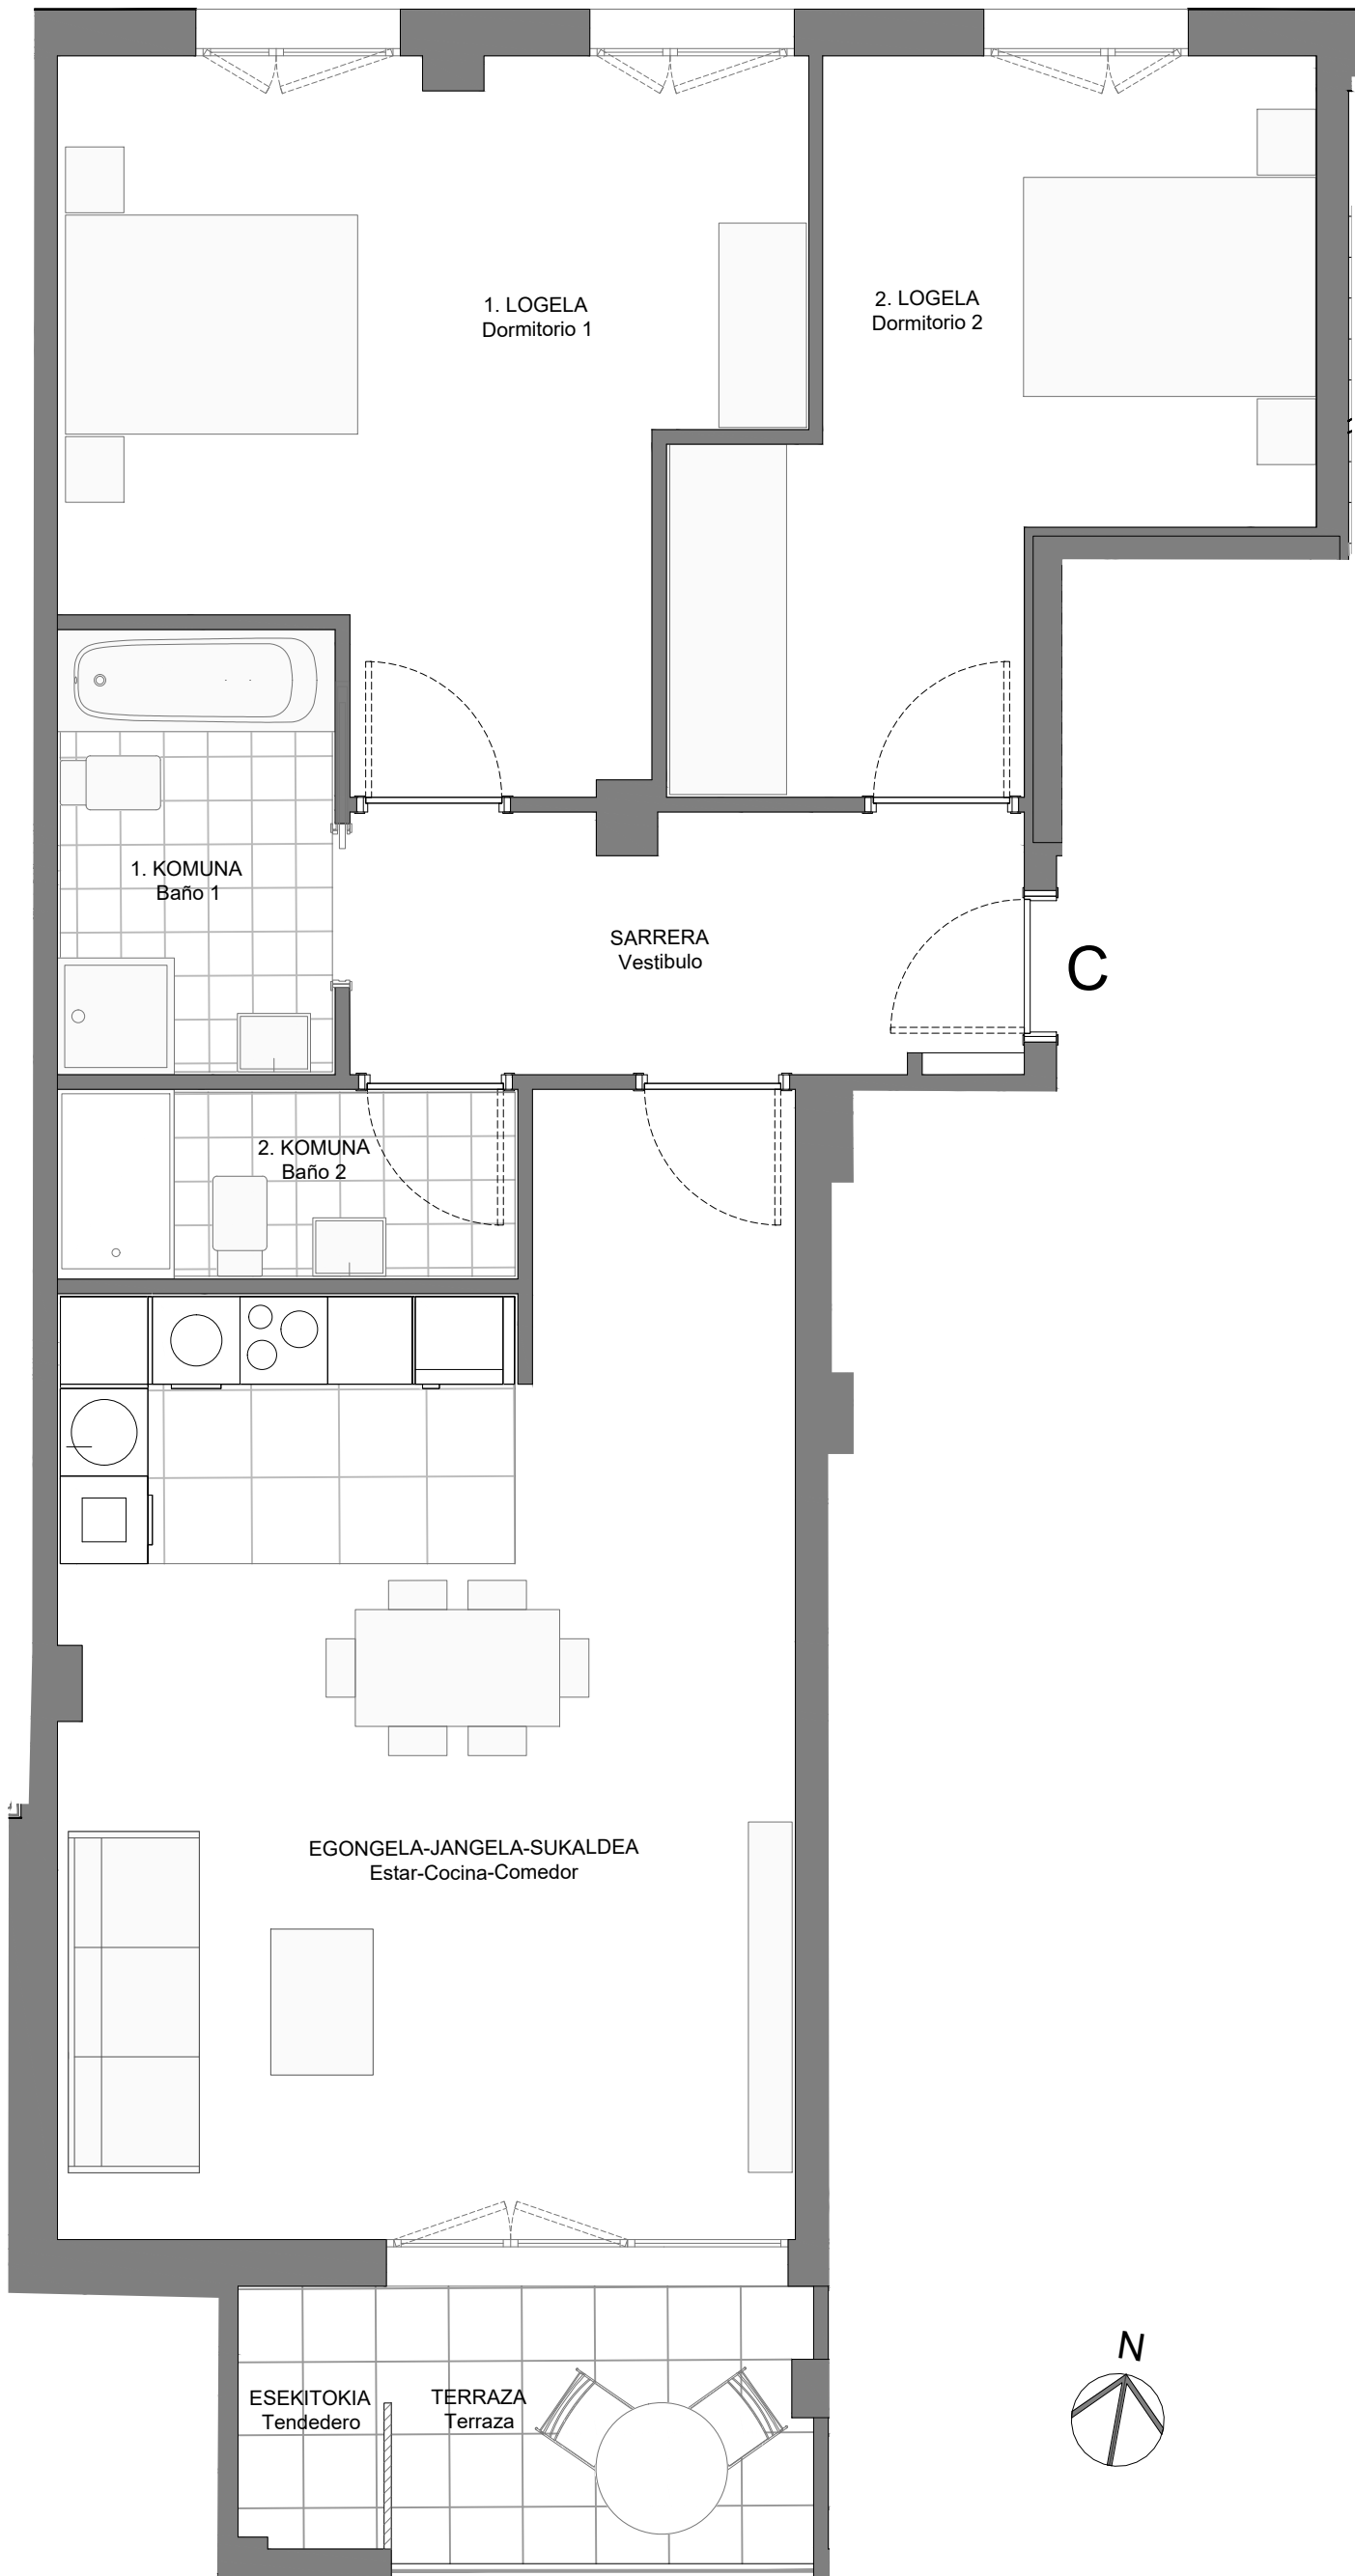 1. LOGELA
Dormitorio 1
2. LOGELA
Dormitorio 2
1. KOMUNA
Baño 1
SARRERA
Vestibulo
C
2. KOMUNA
Baño 2
EGONGELA-JANGELA-SUKALDEA
Estar-Cocina-Comedor
N
ESEKITOKIA
Tendedero
TERRAZA
Terraza